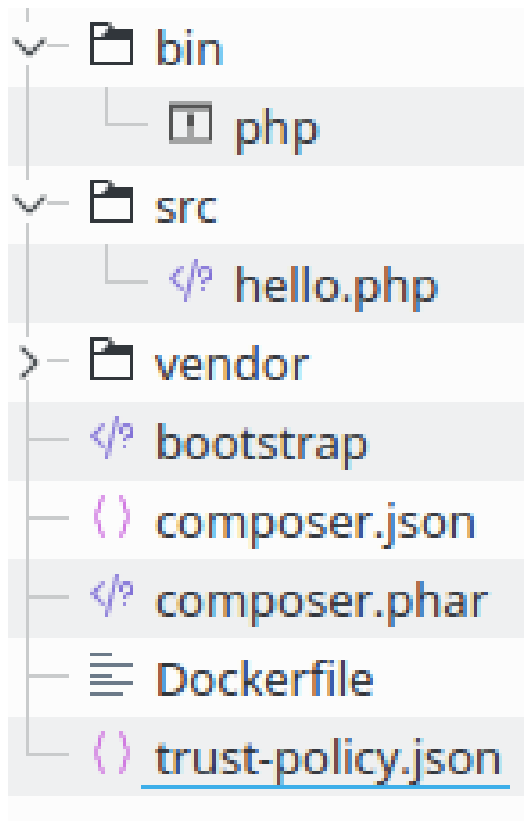 bin
php
src
hello.php
vendor
bootstrap
composer.json
composer.phar
Dockerfile
trust-policy.json